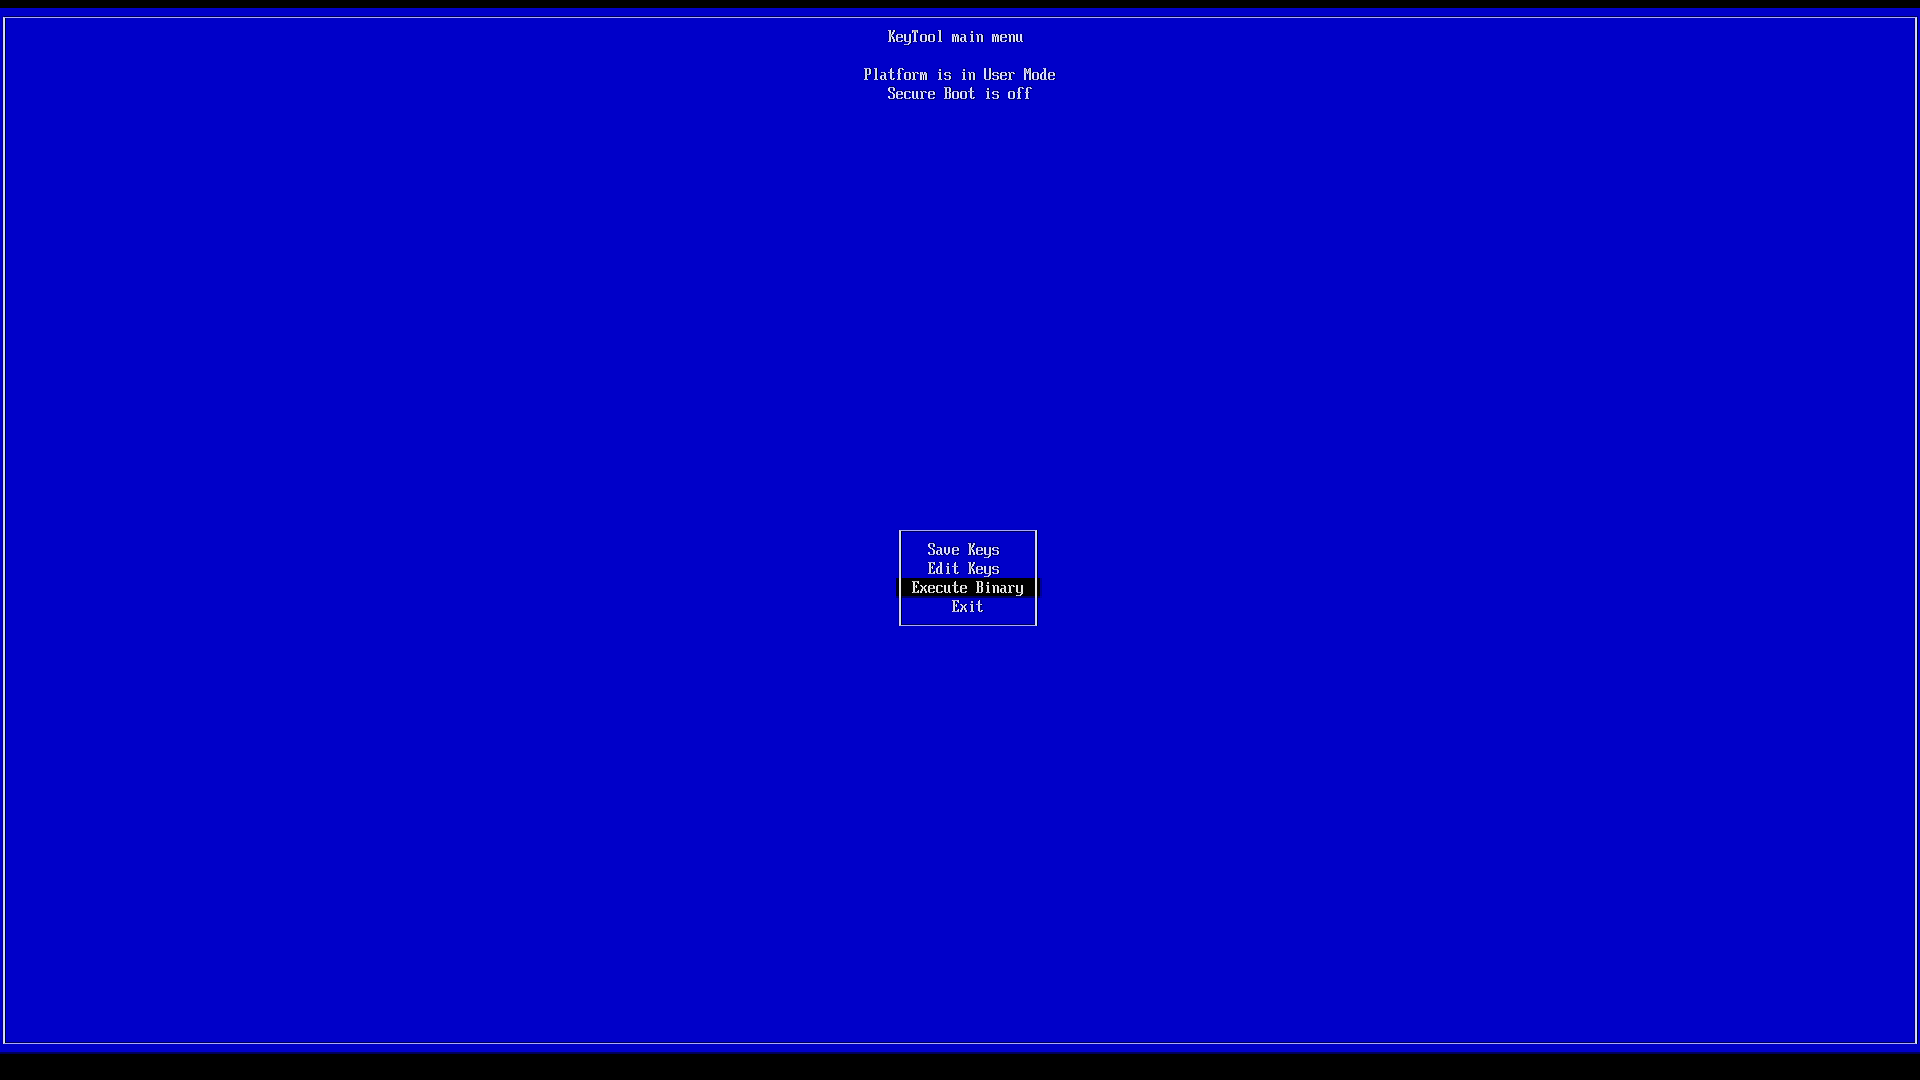 KeyTool main menu
Platform is in User Mode
Secure Boot is off
Save Keys
Edit Keys
Execute Binary
Exit